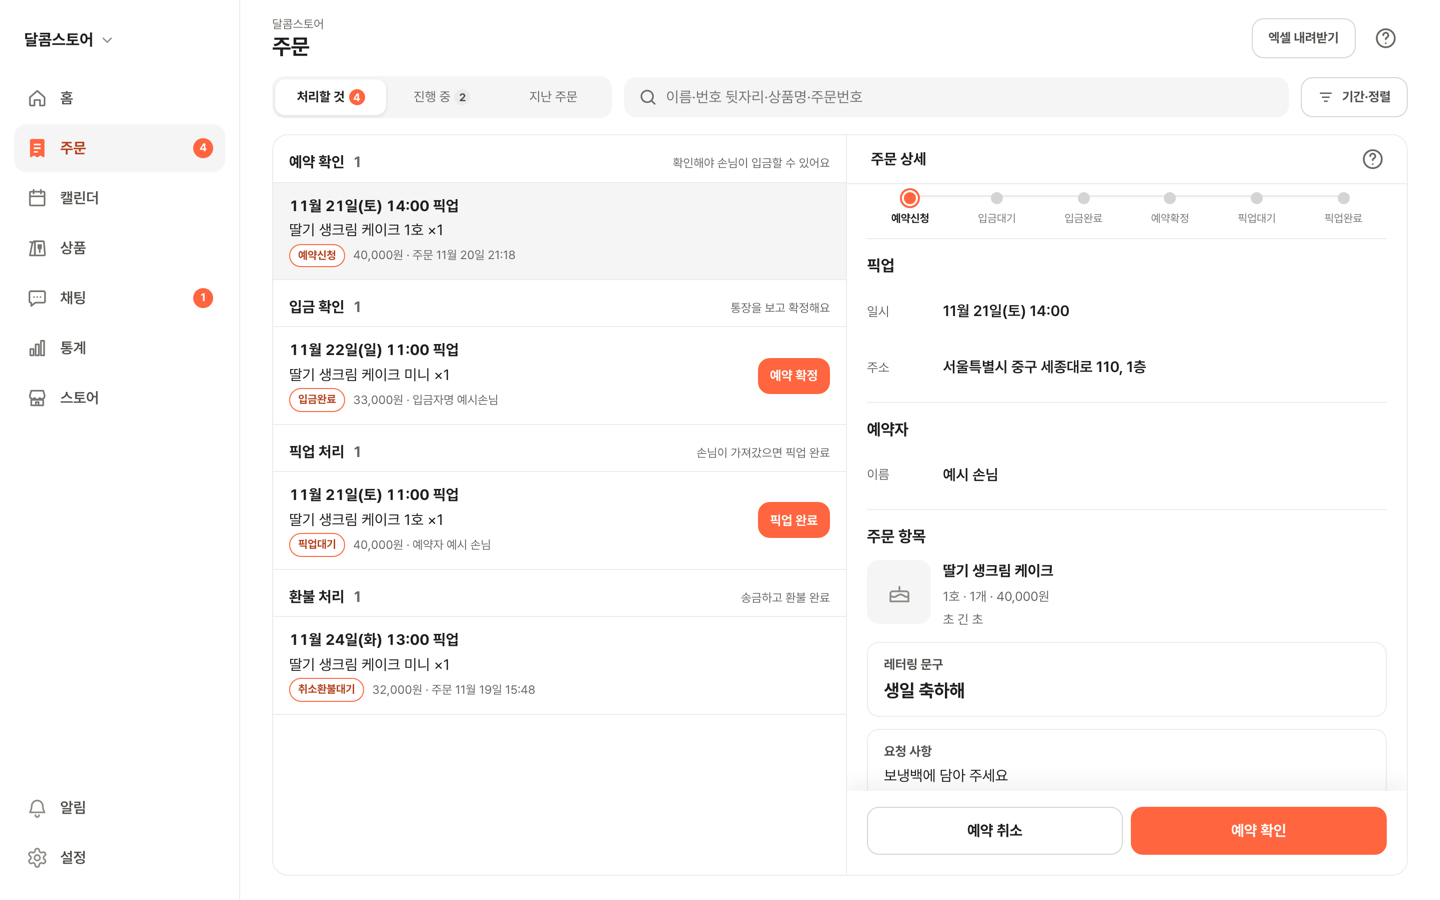 달콤스토어
홈
주문 4
캘린더
상품
채팅 1
통계
스토어
알림
설정
달콤스토어
주문
엑셀 내려받기
처리할 것 4
진행 중 2
지난 주문
이름·번호 뒷자리·상품명·주문번호
기간·정렬
예약 확인 1
확인해야 손님이 입금할 수 있어요
11월 21일(토) 14:00 픽업
딸기 생크림 케이크 1호 ×1
예약신청 40,000원 · 주문 11월 20일 21:18
입금 확인 1
통장을 보고 확정해요
11월 22일(일) 11:00 픽업
딸기 생크림 케이크 미니 ×1
입금완료 33,000원 · 입금자명 예시손님
예약 확정
픽업 처리 1
손님이 가져갔으면 픽업 완료
11월 21일(토) 11:00 픽업
딸기 생크림 케이크 1호 ×1
픽업대기 40,000원 · 예약자 예시 손님
픽업 완료
환불 처리 1
송금하고 환불 완료
11월 24일(화) 13:00 픽업
딸기 생크림 케이크 미니 ×1
취소환불대기 32,000원 · 주문 11월 19일 15:48
주문 상세
예약신청
입금대기
입금완료
예약확정
픽업대기
픽업완료
픽업
일시 11월 21일(토) 14:00
주소 서울특별시 중구 세종대로 110, 1층
예약자
이름 예시 손님
주문 항목
딸기 생크림 케이크
1호 · 1개 · 40,000원
초 긴 초
레터링 문구
생일 축하해
요청 사항
보냉백에 담아 주세요
예약 취소
예약 확인